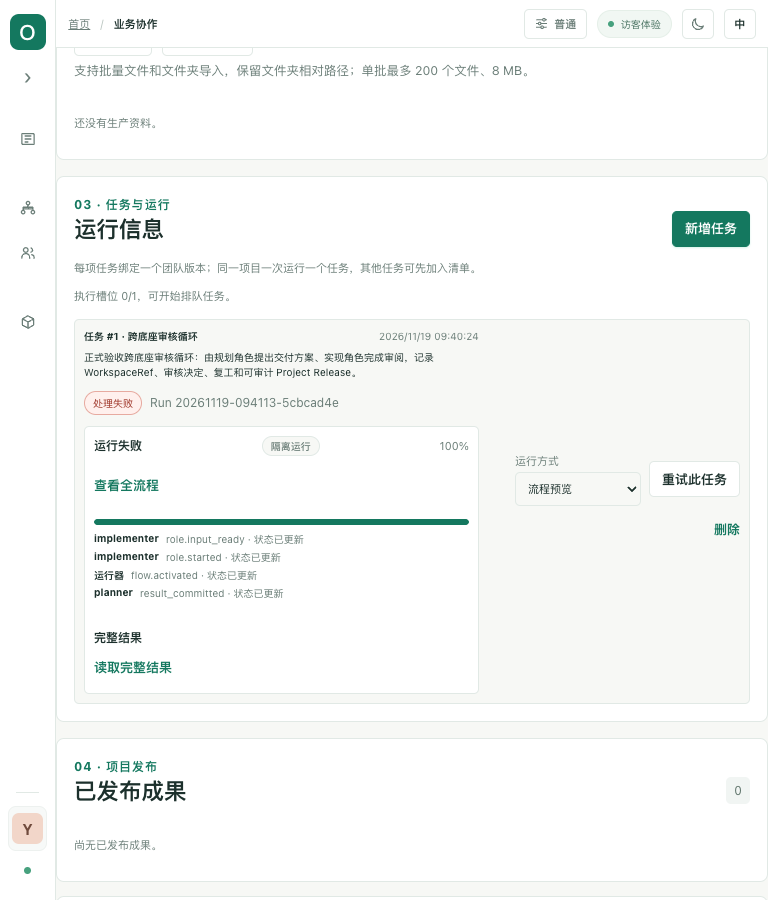 O
首页 / 业务协作
普通
访客体验
中
支持批量文件和文件夹导入，保留文件夹相对路径；单批最多 200 个文件、8 MB。
还没有生产资料。
03 · 任务与运行
运行信息
新增任务
每项任务绑定一个团队版本；同一项目一次运行一个任务，其他任务可先加入清单。
执行槽位 0/1，可开始排队任务。
任务 #1 · 跨底座审核循环
2026/11/19 09:40:24
正式验收跨底座审核循环：由规划角色提出交付方案、实现角色完成审阅，记录
WorkspaceRef、审核决定、复工和可审计 Project Release。
处理失败 Run 20261119-094113-5cbcad4e
运行失败
隔离运行
100%
查看全流程
implementer role.input_ready · 状态已更新
implementer role.started · 状态已更新
运行器 flow.activated · 状态已更新
planner result_committed · 状态已更新
完整结果
读取完整结果
运行方式
流程预览
重试此任务
删除
04 · 项目发布
已发布成果
0
尚无已发布成果。
Y